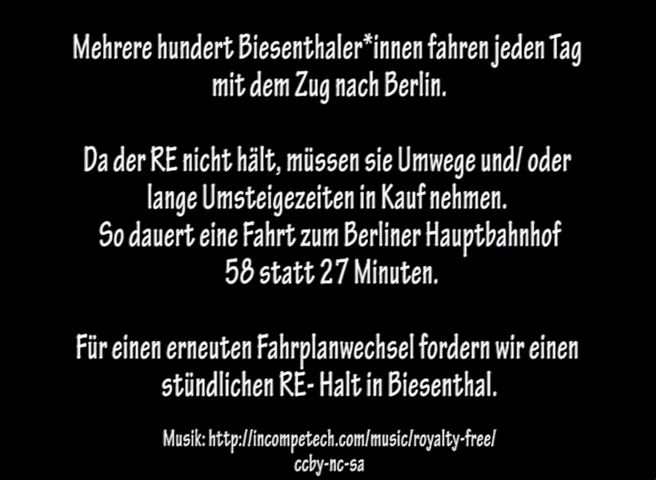 Mehrere hundert Biesenthaler*innen fahren jeden Tag
mit dem Zug nach Berlin.
Da der RE nicht hält, müssen sie Umwege und/ oder
lange Umsteigezeiten in Kauf nehmen.
So dauert eine Fahrt zum Berliner Hauptbahnhof
58 statt 27 Minuten.
Für einen erneuten Fahrplanwechsel fordern wir einen
stündlichen RE- Halt in Biesenthal.
Musik: http://incompetech.com/music/royalty-free/
ccby-nc-sa